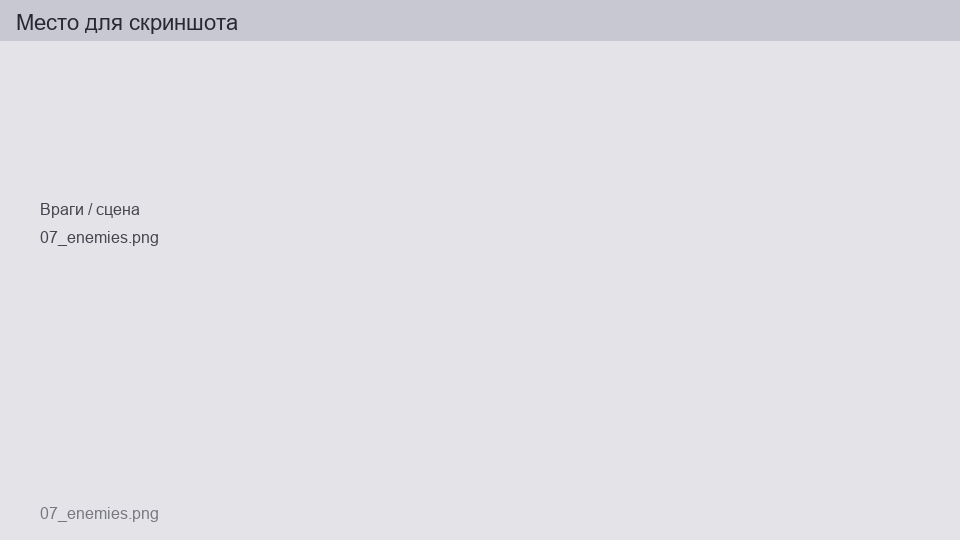 Место для скриншота
Враги / сцена
07_enemies.png
07_enemies.png